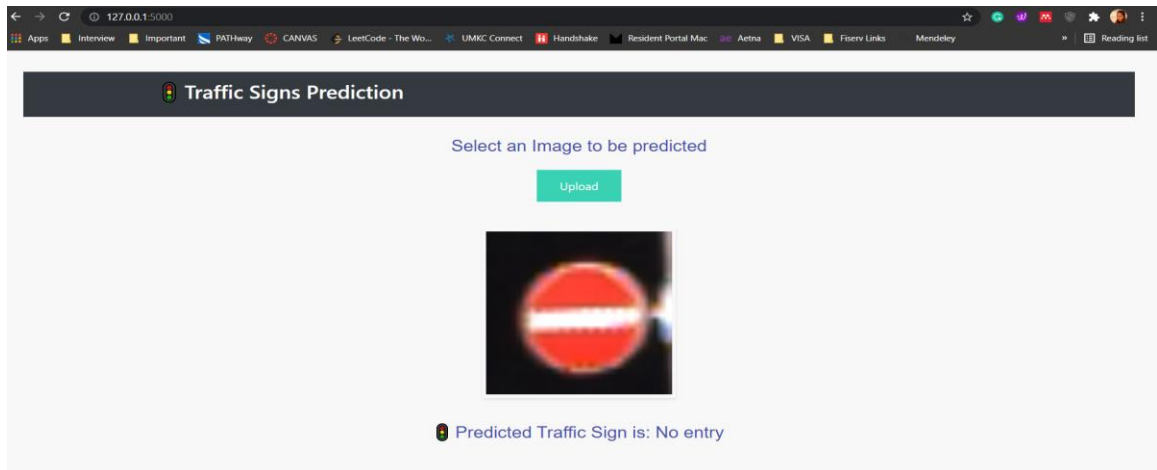 127.0.0.1:5000
Apps Interview Important PATHway CANVAS LeetCode - The Wo... UMKC Connect Handshake Resident Portal Mac Aetna VISA Fiserv Links Mendeley » Reading list
Traffic Signs Prediction
Select an Image to be predicted
Upload
Predicted Traffic Sign is: No entry